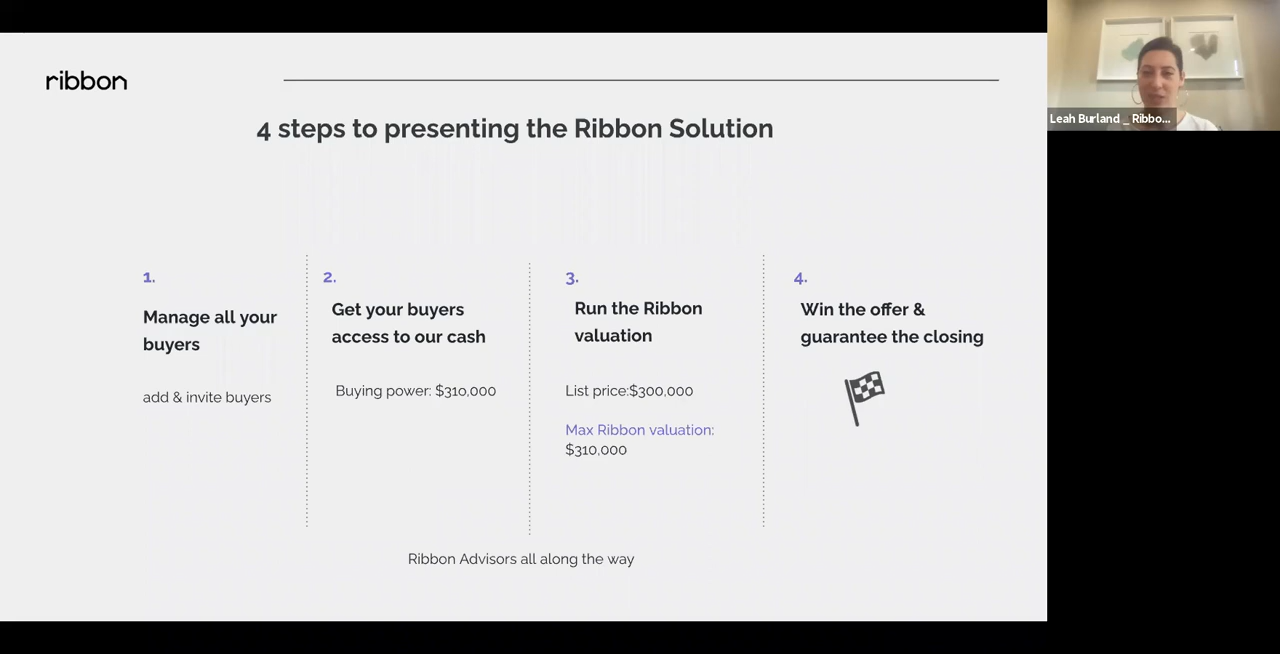 ribbon
4 steps to presenting the Ribbon Solution
1.
Manage all your
buyers
add & invite buyers
2.
Get your buyers
access to our cash
Buying power: $310,000
3.
Run the Ribbon
valuation
List price:$300,000
Max Ribbon valuation:
$310,000
4.
Win the offer &
guarantee the closing
Ribbon Advisors all along the way
Leah Burland _ Ribbo...